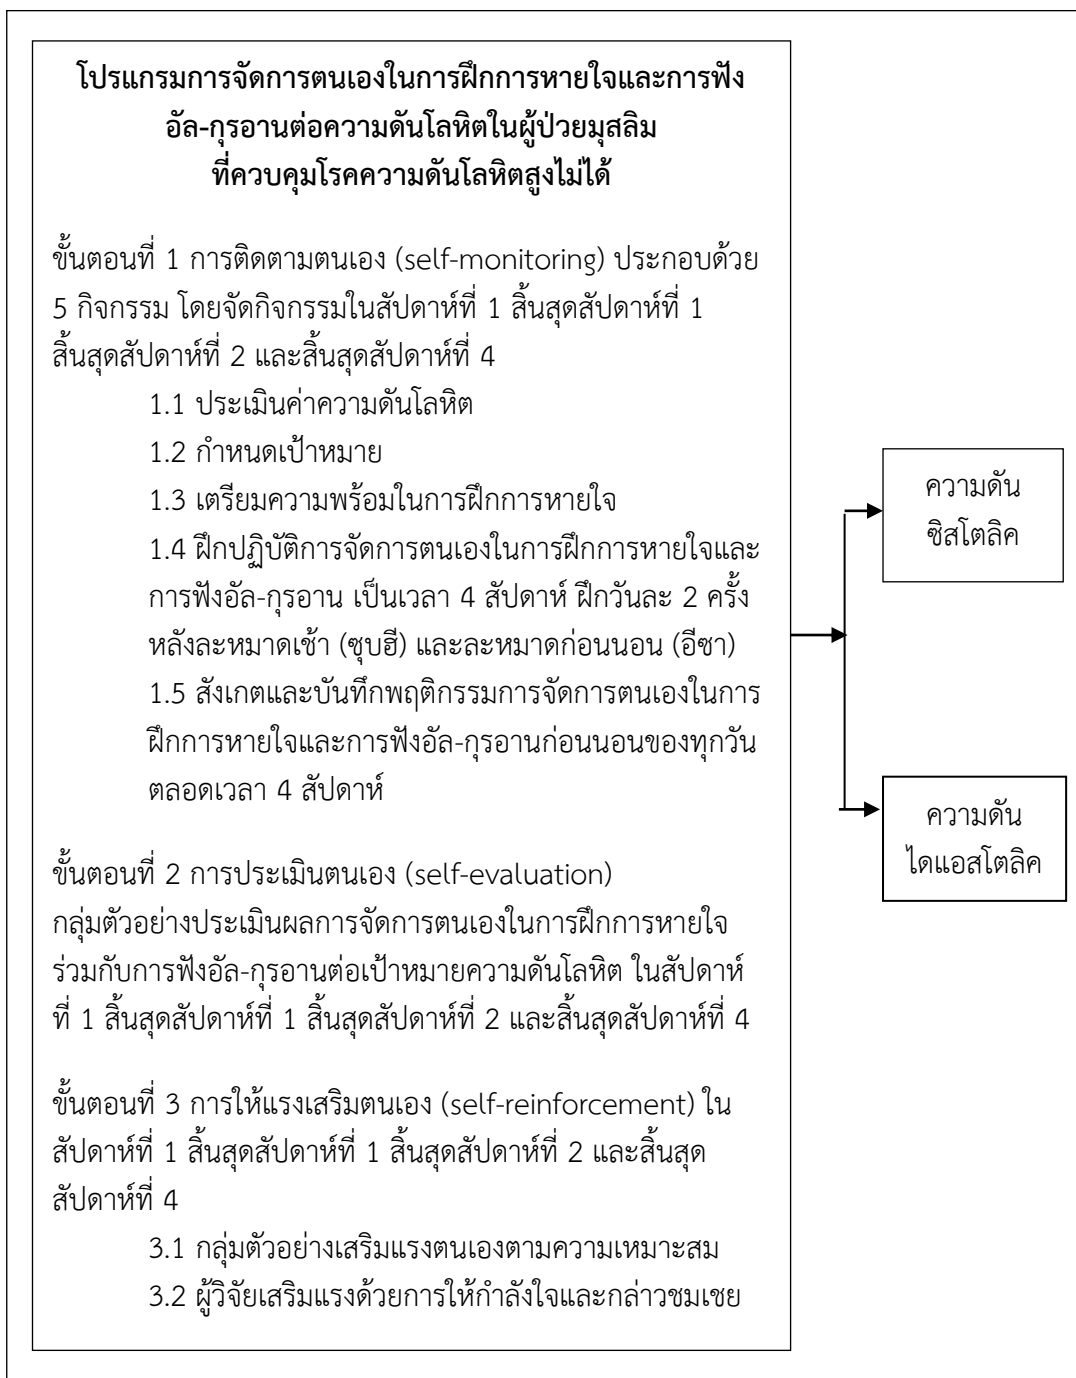 โปรแกรมการจัดการตนเองในการฝึกการหายใจและการฟัง
อัล-กุรอานต่อความดันโลหิตในผู้ป่วยมุสลิม
ที่ควบคุมโรคความดันโลหิตสูงไม่ได้
ขั้นตอนที่ 1 การติดตามตนเอง (self-monitoring) ประกอบด้วย
5 กิจกรรม โดยจัดกิจกรรมในสัปดาห์ที่ 1 สิ้นสุดสัปดาห์ที่ 1
สิ้นสุดสัปดาห์ที่ 2 และสิ้นสุดสัปดาห์ที่ 4
1.1 ประเมินค่าความดันโลหิต
1.2 กำหนดเป้าหมาย
1.3 เตรียมความพร้อมในการฝึกการหายใจ
1.4 ฝึกปฏิบัติการจัดการตนเองในการฝึกการหายใจและ
การฟังอัล-กุรอาน เป็นเวลา 4 สัปดาห์ ฝึกวันละ 2 ครั้ง
หลังละหมาดเช้า (ซุบฮี) และละหมาดก่อนนอน (อีซา)
1.5 สังเกตและบันทึกพฤติกรรมการจัดการตนเองในการ
ฝึกการหายใจและการฟังอัล-กุรอานก่อนนอนของทุกวัน
ตลอดเวลา 4 สัปดาห์
ขั้นตอนที่ 2 การประเมินตนเอง (self-evaluation)
กลุ่มตัวอย่างประเมินผลการจัดการตนเองในการฝึกการหายใจ
ร่วมกับการฟังอัล-กุรอานต่อเป้าหมายความดันโลหิต ในสัปดาห์
ที่ 1 สิ้นสุดสัปดาห์ที่ 1 สิ้นสุดสัปดาห์ที่ 2 และสิ้นสุดสัปดาห์ที่ 4
ขั้นตอนที่ 3 การให้แรงเสริมตนเอง (self-reinforcement) ใน
สัปดาห์ที่ 1 สิ้นสุดสัปดาห์ที่ 1 สิ้นสุดสัปดาห์ที่ 2 และสิ้นสุด
สัปดาห์ที่ 4
3.1 กลุ่มตัวอย่างเสริมแรงตนเองตามความเหมาะสม
3.2 ผู้วิจัยเสริมแรงด้วยการให้กำลังใจและกล่าวชมเชย
ความดัน
ซิสโตลิค
ความดัน
ไดแอสโตลิค